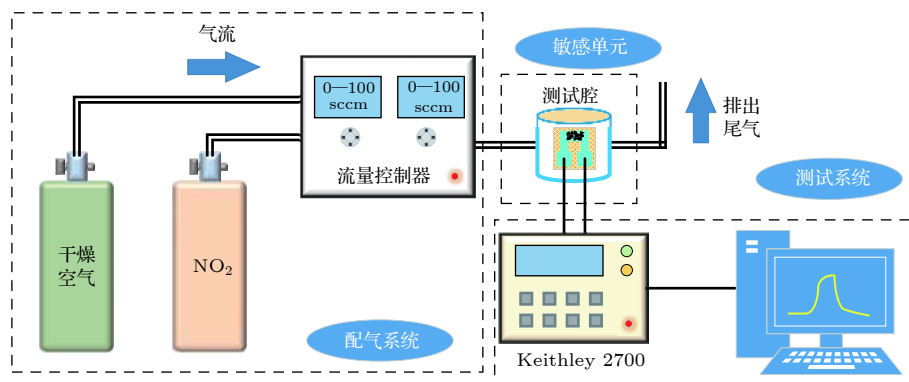 气流
敏感单元
0—100
sccm
0—100
sccm
测试腔
排出
尾气
流量控制器
测试系统
干燥
空气
NO₂
配气系统
Keithley 2700